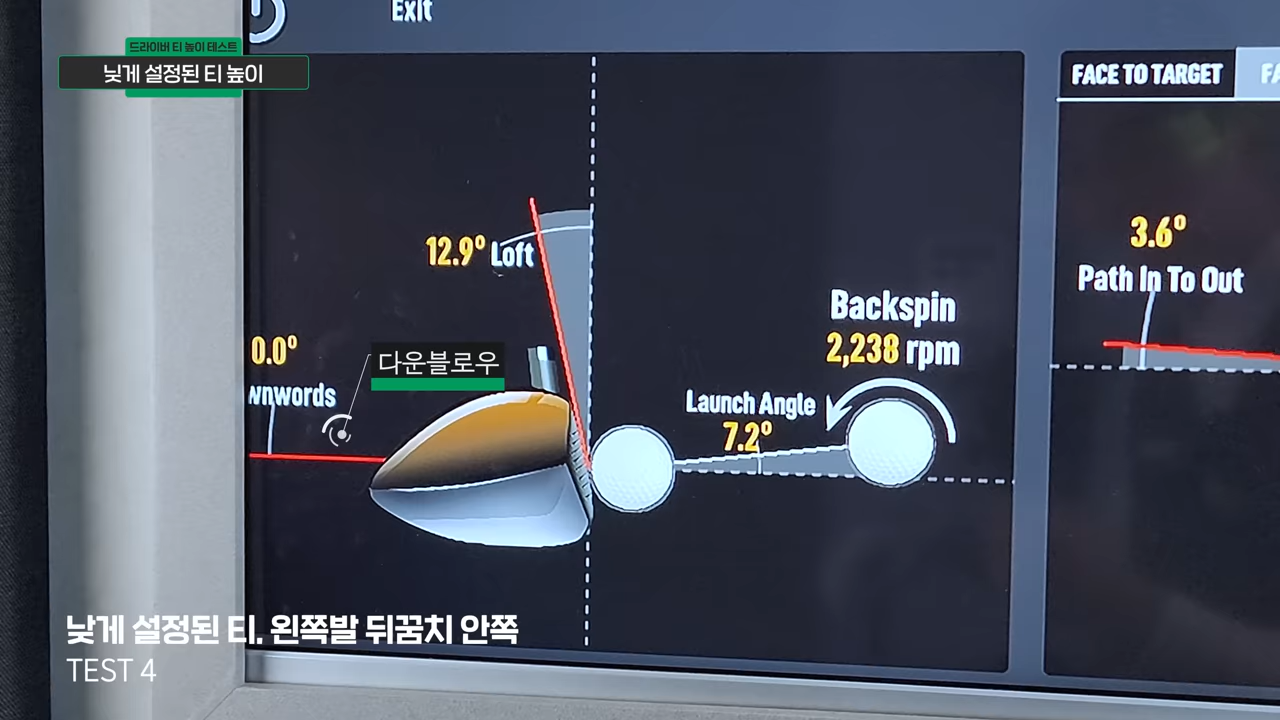 Exit
드라이버 티 높이 테스트
낮게 설정된 티 높이
FACE TO TARGET
FA
12.9° Loft
3.6°
Path In To Out
Backspin
2,238 rpm
0.0°
wnwords
다운블로우
Launch Angle
7.2°
낮게 설정된 티. 왼쪽발 뒤꿈치 안쪽
TEST 4